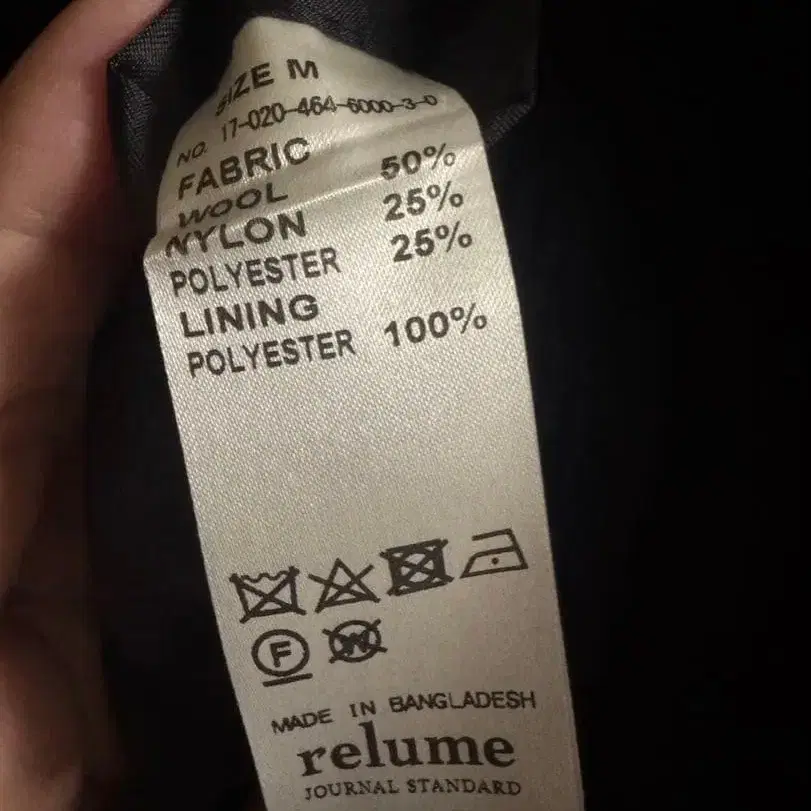 SIZE M
NO. 17-020-464-6000-3-0
FABRIC
WOOL 50%
NYLON 25%
POLYESTER 25%
LINING
POLYESTER 100%
F W
MADE IN BANGLADESH
relume
JOURNAL STANDARD